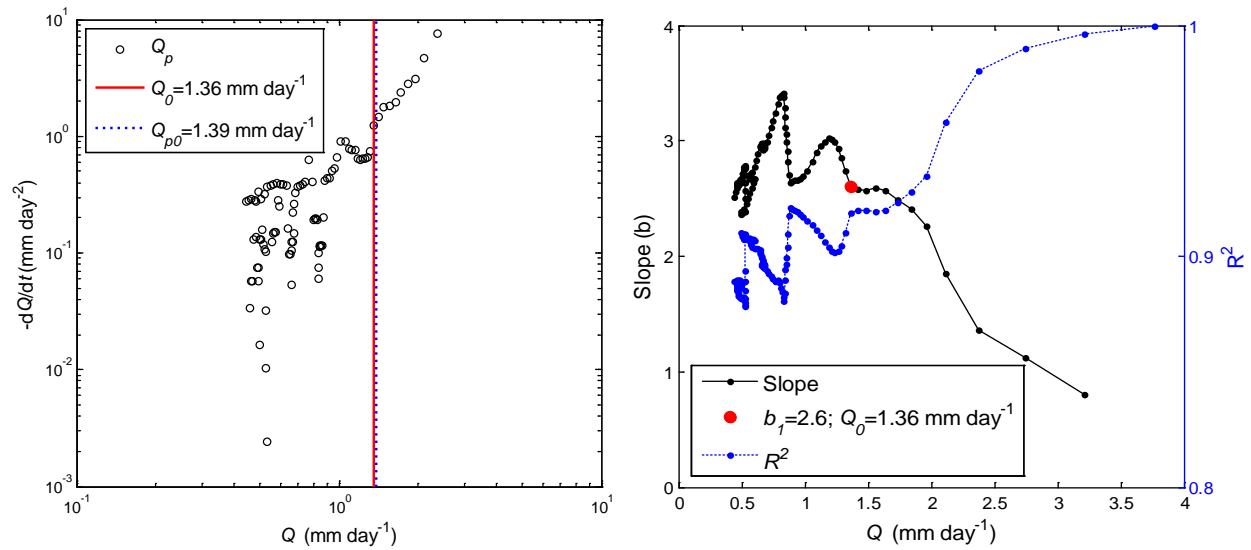 10^1
10^0
10^-1
10^-2
10^-3
10^-1
10^0
10^1
-dQ/dt (mm day^-2)
Q (mm day^-1)
Q_p
Q_0=1.36 mm day^-1
Q_p0=1.39 mm day^-1
4
3
2
1
0
Slope (b)
0 0.5 1 1.5 2 2.5 3 3.5 4
Q (mm day^-1)
1
0.9
0.8
R^2
Slope
b_1=2.6; Q_0=1.36 mm day^-1
R^2